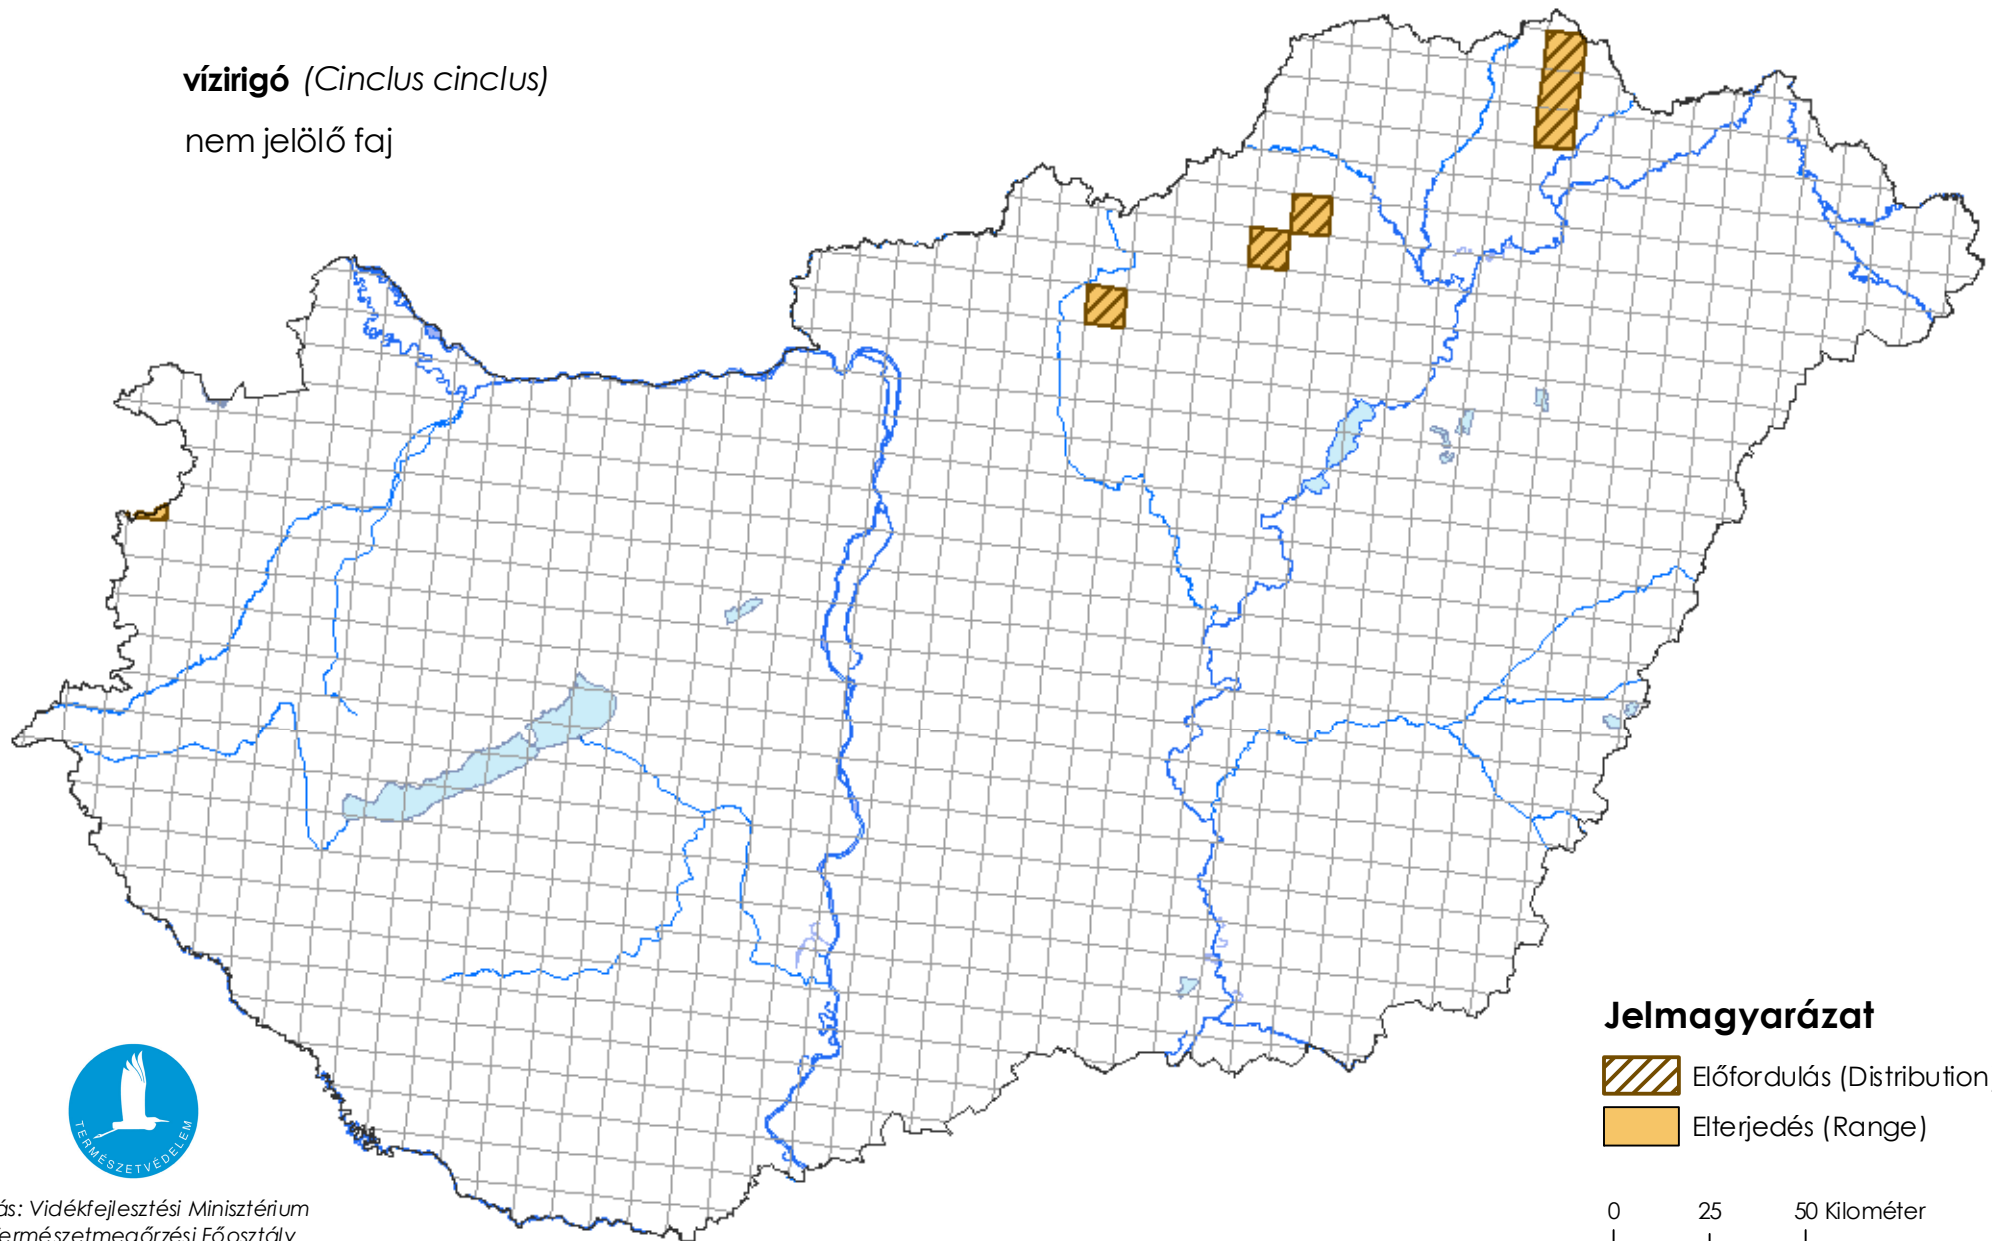 vízirigó (Cinclus cinclus)
nem jelölő faj
Jelmagyarázat
Előfordulás (Distribution
Elterjedés (Range)
0 25 50 Kilométer
TERMÉSZETVÉDELEM
ás: Vidékfejlesztési Minisztérium
ermészetmegőrzési Főosztály